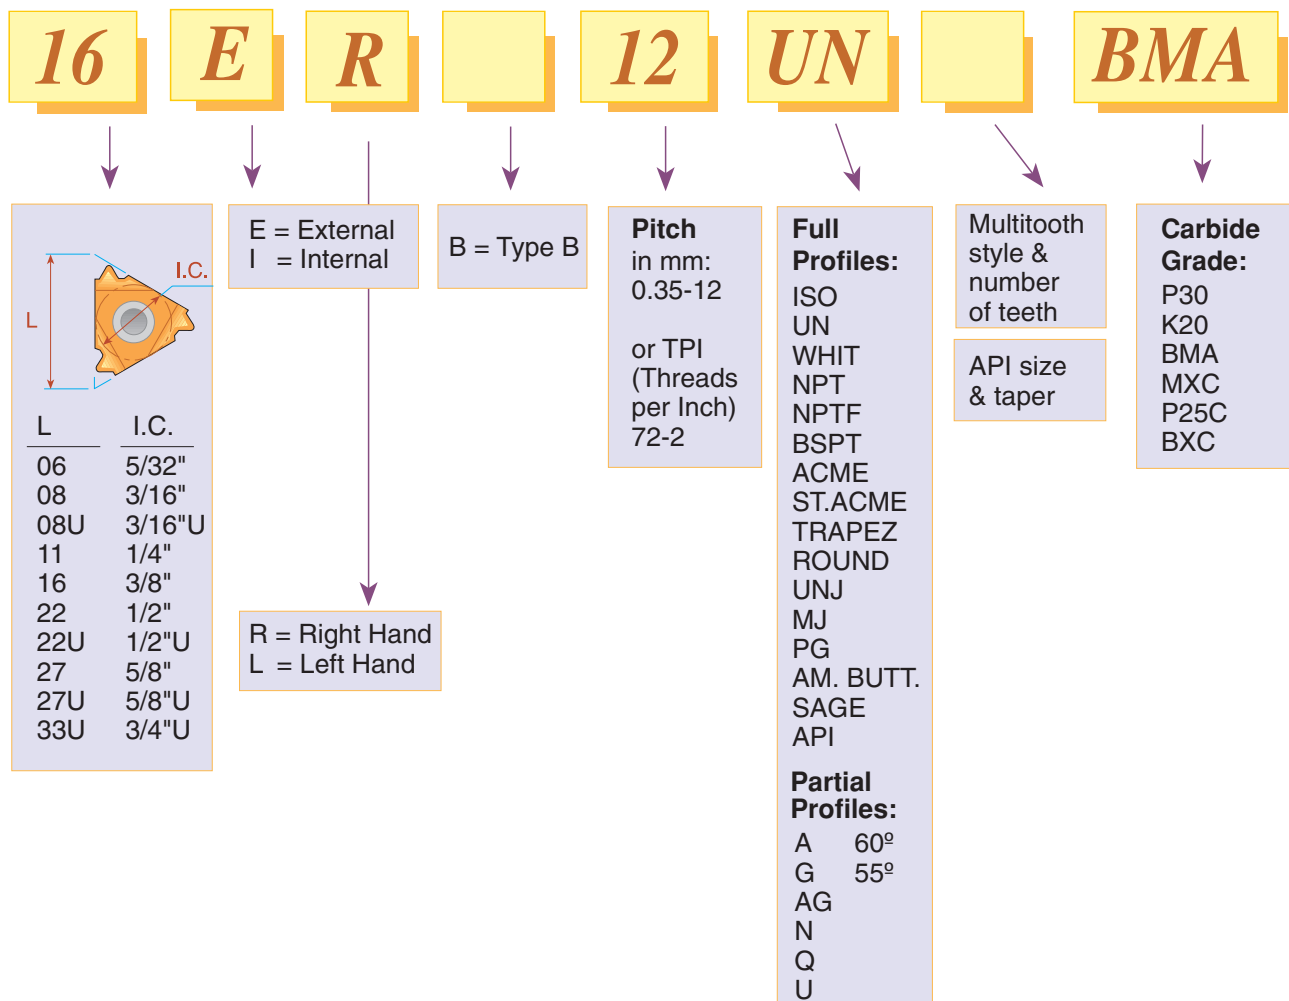 16 E R 12 UN BMA
I.C.
L
L I.C.
06 5/32"
08 3/16"
08U 3/16"U
11 1/4"
16 3/8"
22 1/2"
22U 1/2"U
27 5/8"
27U 5/8"U
33U 3/4"U
E = External
I = Internal
R = Right Hand
L = Left Hand
B = Type B
Pitch
in mm:
0.35-12
or TPI
(Threads
per Inch)
72-2
Full
Profiles:
ISO
UN
WHIT
NPT
NPTF
BSPT
ACME
ST.ACME
TRAPEZ
ROUND
UNJ
MJ
PG
AM. BUTT.
SAGE
API
Partial
Profiles:
A 60º
G 55º
AG
N
Q
U
Multitooth
style &
number
of teeth
API size
& taper
Carbide
Grade:
P30
K20
BMA
MXC
P25C
BXC